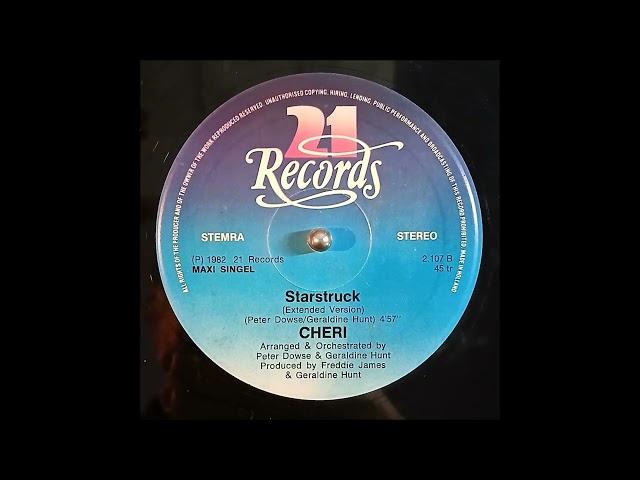 ALL RIGHTS OF THE PRODUCER AND OF THE OWNER OF THE WORK REPRODUCED RESERVED. UNAUTHORISED COPYING, HIRING, LENDING, PUBLIC PERFORMANCE AND BROADCASTING OF THIS RECORD PROHIBITED. MADE IN HOLLAND
21
Records
STEMRA
STEREO
(P) 1982 21 Records
2.107 B
MAXI SINGEL
45 tr
Starstruck
(Extended Version)
(Peter Dowse/Geraldine Hunt) 4'57"
CHERI
Arranged & Orchestrated by
Peter Dowse & Geraldine Hunt
Produced by Freddie James
& Geraldine Hunt